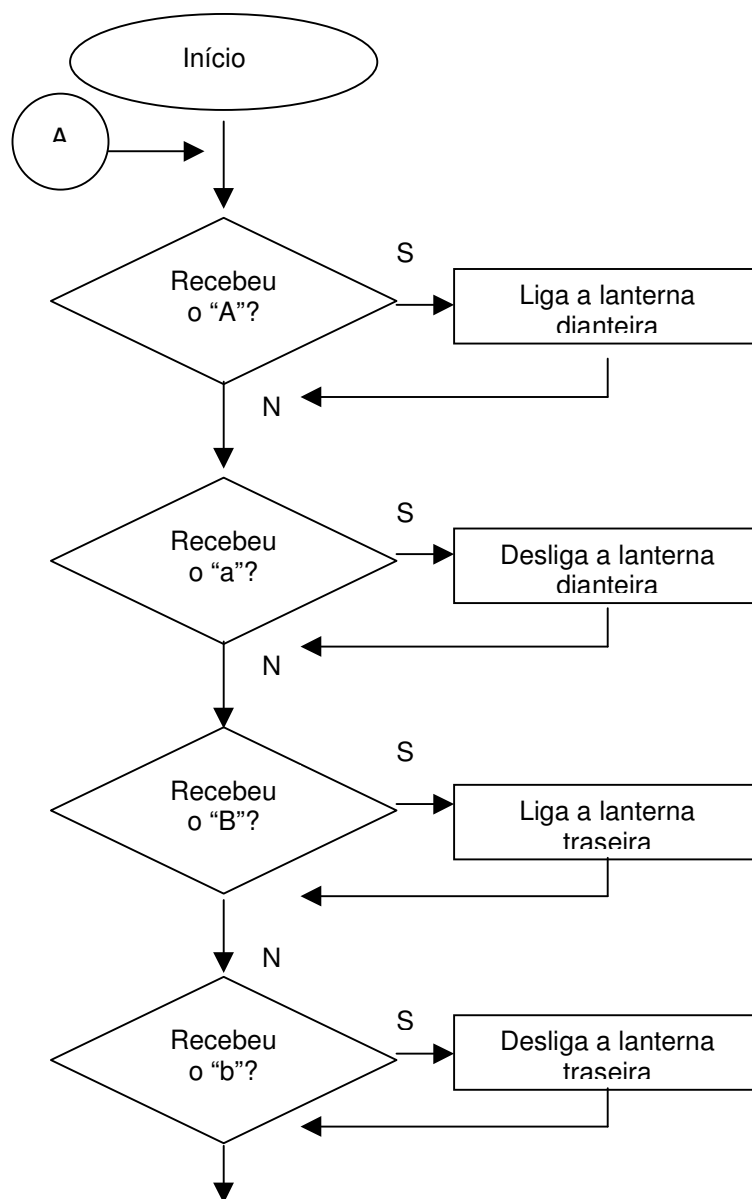 Início
A
Recebeu
o “A”?
S
Liga a lanterna
dianteira
N
Recebeu
o “a”?
S
Desliga a lanterna
dianteira
N
Recebeu
o “B”?
S
Liga a lanterna
traseira
N
Recebeu
o “b”?
S
Desliga a lanterna
traseira